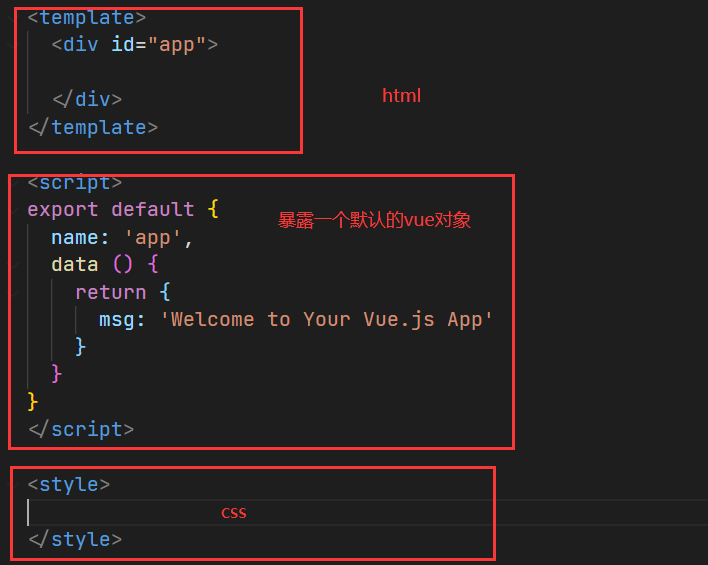 <template>
<div id="app">
</div>
html
</template>
<script>
export default {
暴露一个默认的vue对象
name: 'app',
data () {
return {
msg: 'Welcome to Your Vue.js App'
}
}
}
</script>
<style>
css
</style>